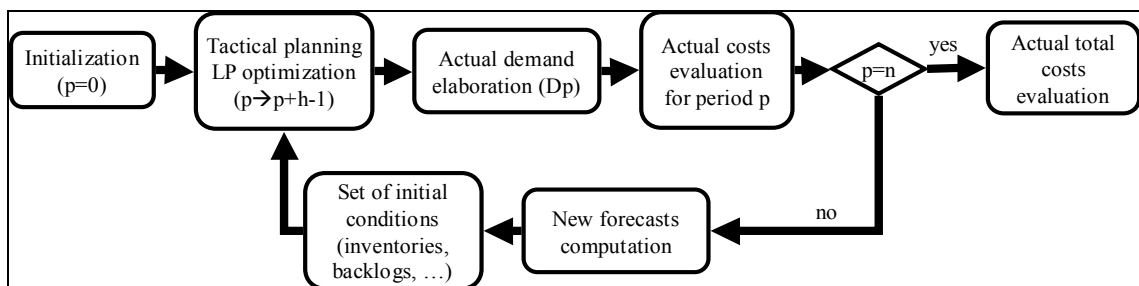 Initialization
(p=0)
Tactical planning
LP optimization
(p→p+h-1)
Actual demand
elaboration (Dp)
Actual costs
evaluation
for period p
p=n
yes
Actual total
costs
evaluation
no
New forecasts
computation
Set of initial
conditions
(inventories,
backlogs, …)